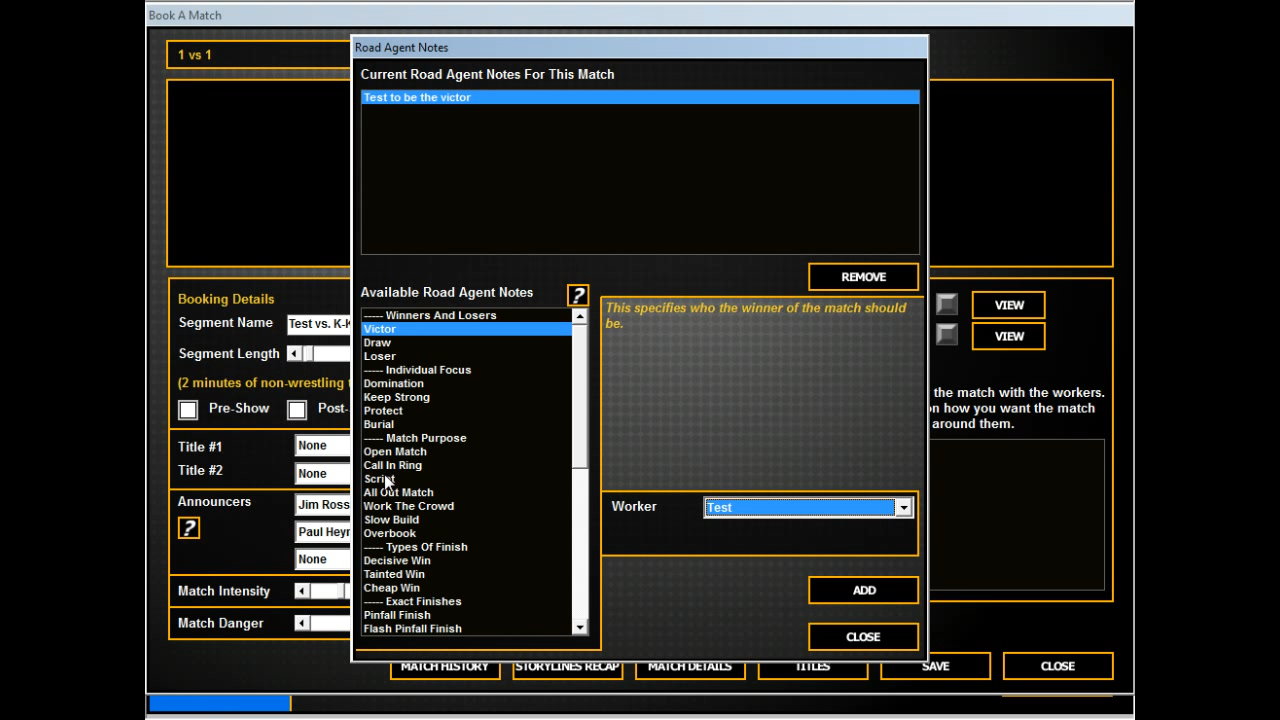 Book A Match
1 vs 1
Road Agent Notes
Current Road Agent Notes For This Match
Test to be the victor
REMOVE
Available Road Agent Notes
?
----- Winners And Losers
Victor
Draw
Loser
----- Individual Focus
Domination
Keep Strong
Protect
Burial
----- Match Purpose
Open Match
Call In Ring
Script
All Out Match
Work The Crowd
Slow Build
Overbook
----- Types Of Finish
Decisive Win
Tainted Win
Cheap Win
----- Exact Finishes
Pinfall Finish
Flash Pinfall Finish
This specifies who the winner of the match should
be.
Worker
Test
ADD
CLOSE
Booking Details
Segment Name
Test vs. K-
Segment Length
(2 minutes of non-wrestling
Pre-Show
Post-
Title #1
None
Title #2
None
Announcers
Jim Ross
?
Paul Hey
None
Match Intensity
Match Danger
VIEW
VIEW
the match with the workers.
on how you want the match
around them.
MATCH HISTORY
STORYLINES RECAP
MATCH DETAILS
TITLES
SAVE
CLOSE